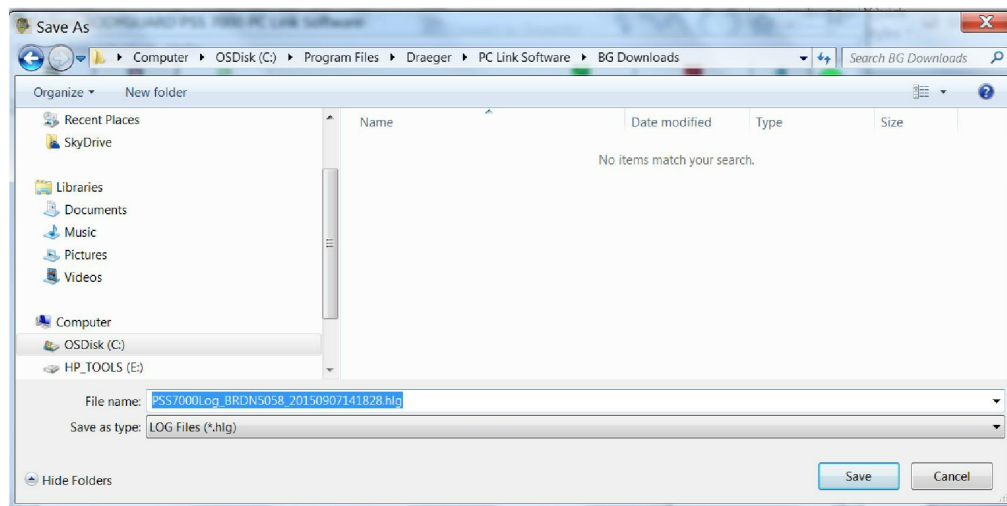 Save As
Computer OSDisk (C:) Program Files Draeger PC Link Software BG Downloads Search BG Downloads
Organize New folder
Recent Places
SkyDrive
Libraries
Documents
Music
Pictures
Videos
Computer
OSDisk (C:)
HP_TOOLS (E:)
Name Date modified Type Size
No items match your search.
File name: PSS7000Log_BRDN5058_20150907141828.hlg
Save as type: LOG Files (*.hlg)
Hide Folders Save Cancel